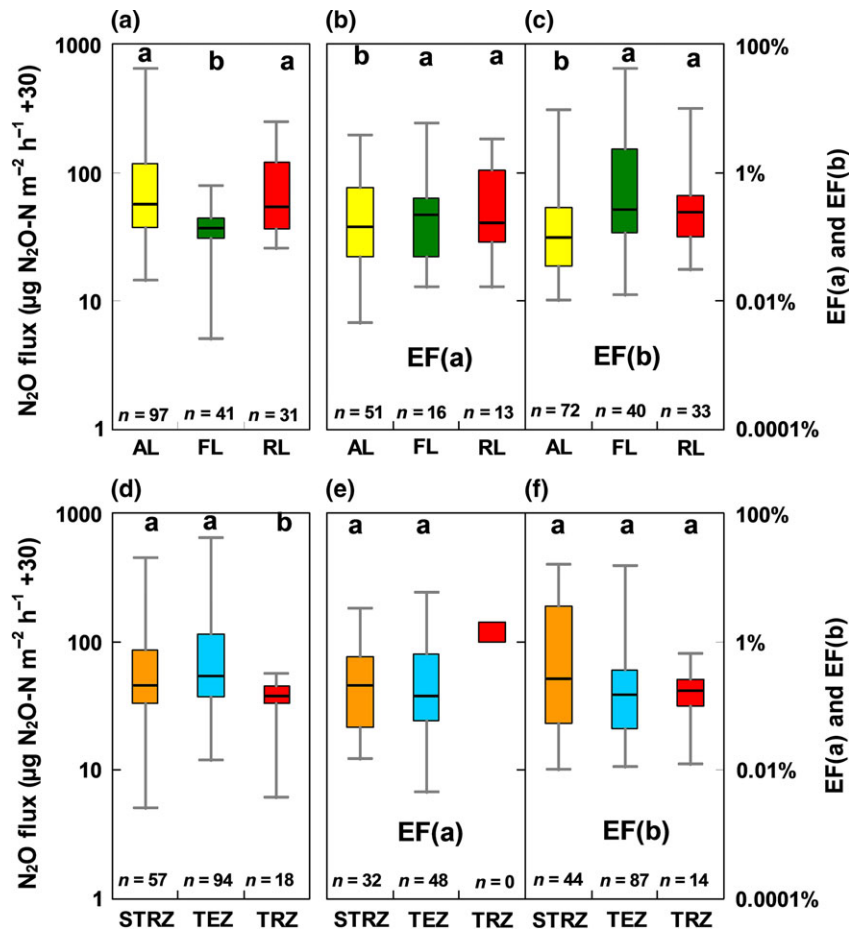 (a) (b) (c)
1000 a b a b a a b a a 100%
100 1%
10 0.01%
EF(a) EF(b)
n = 97 n = 41 n = 31 n = 51 n = 16 n = 13 n = 72 n = 40 n = 33
1 0.0001%
AL FL RL AL FL RL AL FL RL
N₂O flux (µg N₂O-N m⁻² h⁻¹ +30)
EF(a) and EF(b)
(d) (e) (f)
1000 a a b a a a a a 100%
100 1%
10 0.01%
EF(a) EF(b)
n = 57 n = 94 n = 18 n = 32 n = 48 n = 0 n = 44 n = 87 n = 14
1 0.0001%
STRZ TEZ TRZ STRZ TEZ TRZ STRZ TEZ TRZ
N₂O flux (µg N₂O-N m⁻² h⁻¹ +30)
EF(a) and EF(b)